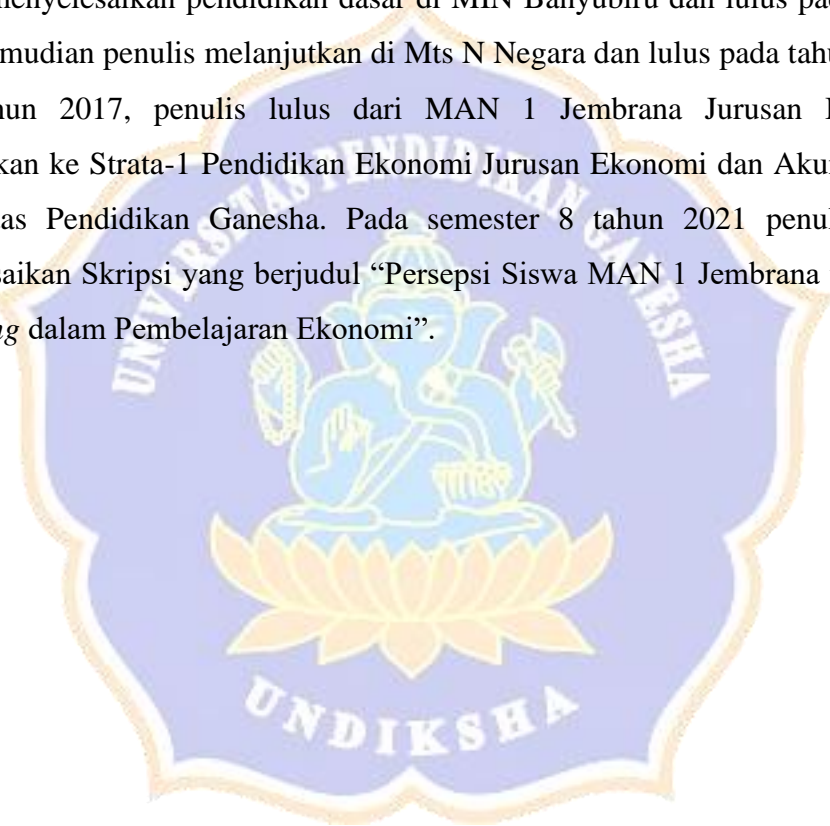 menyelesaikan pendidikan dasar di MIN Banyubiru dan lulus pad
mudian penulis melanjutkan di Mts N Negara dan lulus pada tahu
un 2017, penulis lulus dari MAN 1 Jembrana Jurusan
kan ke Strata-1 Pendidikan Ekonomi Jurusan Ekonomi dan Aku
as Pendidikan Ganesha. Pada semester 8 tahun 2021 penul
saikan Skripsi yang berjudul “Persepsi Siswa MAN 1 Jembrana
g dalam Pembelajaran Ekonomi”.
UNIVERSITAS PENDIDIKAN GANESHA
UNDIKSHA